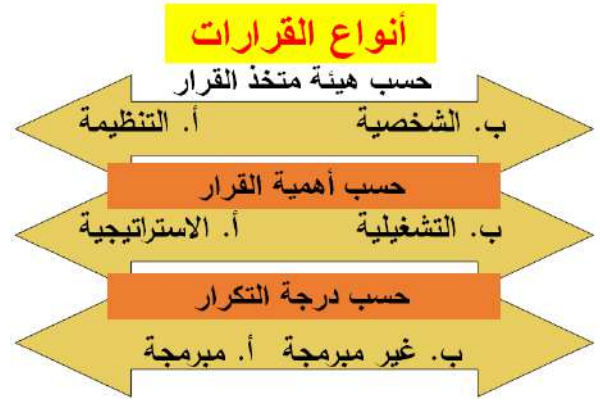 أنواع القرارات
حسب هيئة متخذ القرار
أ. التنظيمة ب. الشخصية
حسب أهمية القرار
أ. الاستراتيجية ب. التشغيلية
حسب درجة التكرار
أ. مبرمجة ب. غير مبرمجة